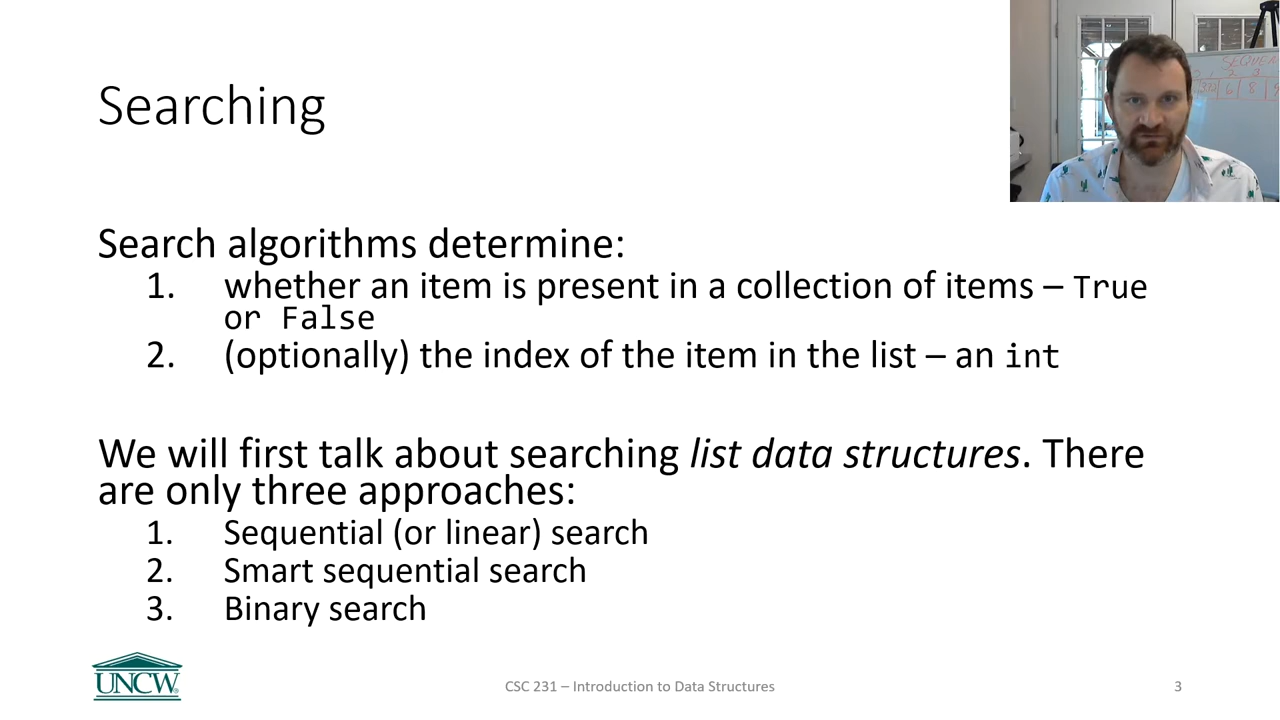 Searching
Search algorithms determine:
1. whether an item is present in a collection of items – True
or False
2. (optionally) the index of the item in the list – an int
We will first talk about searching list data structures. There
are only three approaches:
1. Sequential (or linear) search
2. Smart sequential search
3. Binary search
UNCW
CSC 231 – Introduction to Data Structures
3